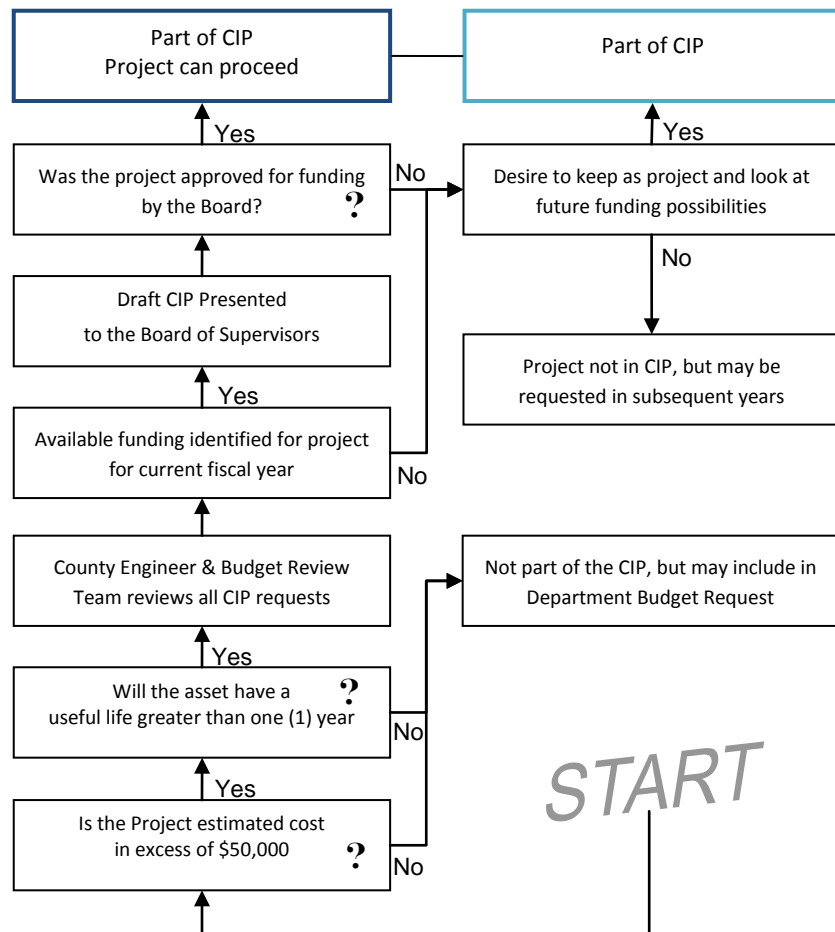 Part of CIP
Project can proceed
Part of CIP
Yes
Yes
Was the project approved for funding
by the Board?
?
No
Desire to keep as project and look at
future funding possibilities
No
Draft CIP Presented
to the Board of Supervisors
Project not in CIP, but may be
requested in subsequent years
Yes
Available funding identified for project
for current fiscal year
No
County Engineer & Budget Review
Team reviews all CIP requests
Not part of the CIP, but may include in
Department Budget Request
Yes
Will the asset have a
useful life greater than one (1) year
?
No
START
Yes
Is the Project estimated cost
in excess of $50,000
?
No